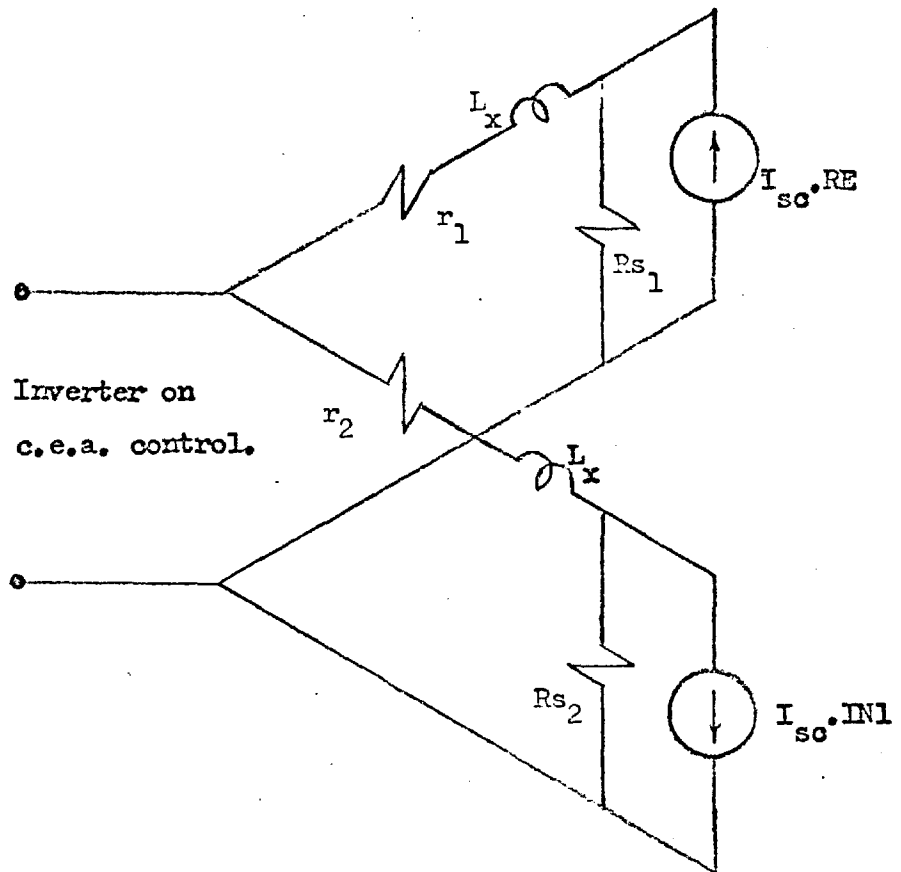 L_x
I_sc.RE
r_1
Rs_1
Inverter on
c.e.a. control.
r_2
L_x
Rs_2
I_sc.IN1